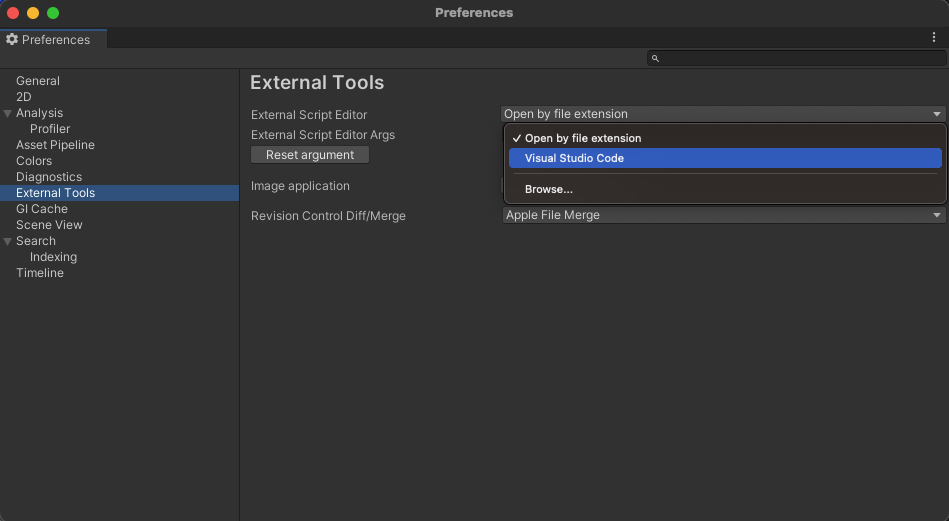 Preferences
Preferences
General
2D
Analysis
Profiler
Asset Pipeline
Colors
Diagnostics
External Tools
GI Cache
Scene View
Search
Indexing
Timeline
External Tools
External Script Editor
Open by file extension
External Script Editor Args
Reset argument
✓ Open by file extension
Visual Studio Code
Browse...
Image application
Revision Control Diff/Merge
Apple File Merge